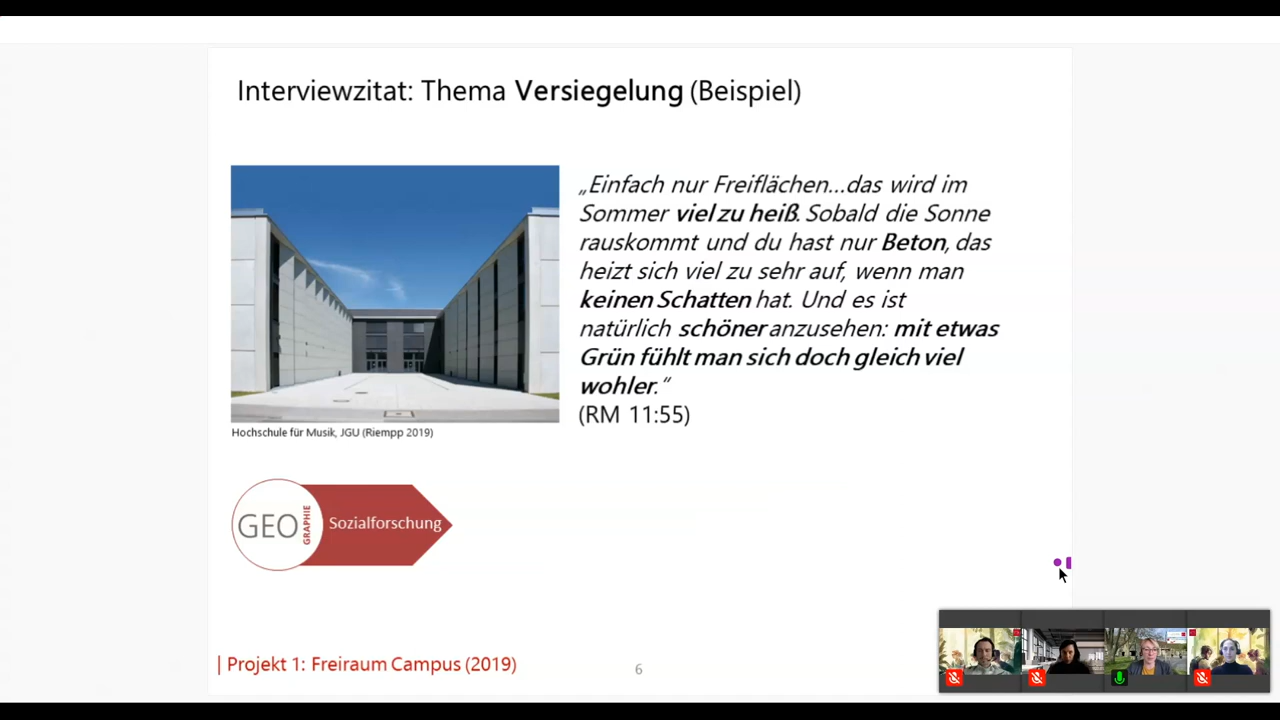 Interviewzitat: Thema Versiegelung (Beispiel)
„Einfach nur Freiflächen...das wird im
Sommer viel zu heiß. Sobald die Sonne
rauskommt und du hast nur Beton, das
heizt sich viel zu sehr auf, wenn man
keinen Schatten hat. Und es ist
natürlich schöner anzusehen: mit etwas
Grün fühlt man sich doch gleich viel
wohler.“
(RM 11:55)
Hochschule für Musik, JGU (Riempp 2019)
GEO
GRAPHIE
Sozialforschung
| Projekt 1: Freiraum Campus (2019)
6